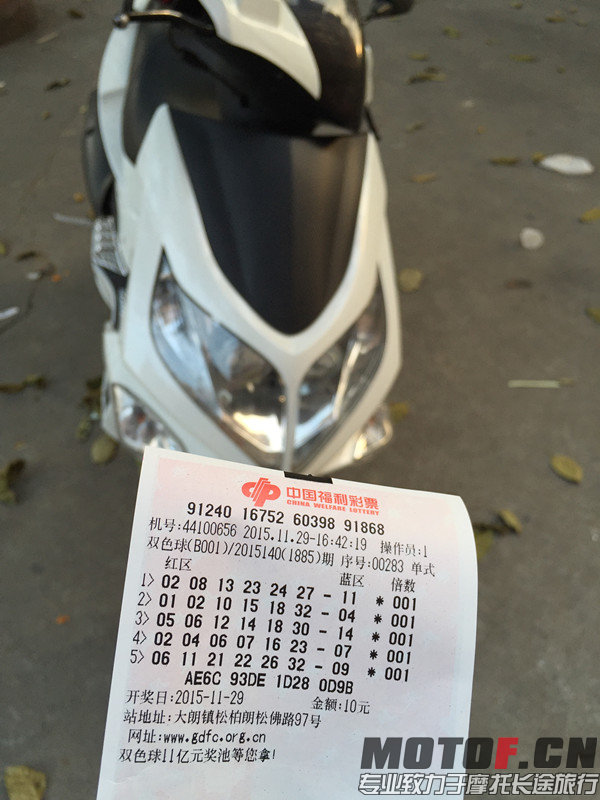 中国福利彩票
CHINA WELFARE LOTTERY
91240 16752 60398 91868
机号:44100656 2015.11.29-16:42:19 操作员:1
双色球(B001)/2015140(1885)期 序号:00283 单式
红区 蓝区 倍数
1> 02 08 13 23 24 27 - 11 * 001
2> 01 02 10 15 18 32 - 04 * 001
3> 05 06 12 14 18 30 - 14 * 001
4> 02 04 06 07 16 23 - 07 * 001
5> 06 11 21 22 26 32 - 09 * 001
AE6C 93DE 1D28 0D9B
开奖日:2015-11-29 金额:10元
站地址:大朗镇松柏朗松佛路97号
网址:www.gdfc.org.cn
双色球11亿元奖池等您拿!
MOTOF.CN
专业致力于摩托长途旅行